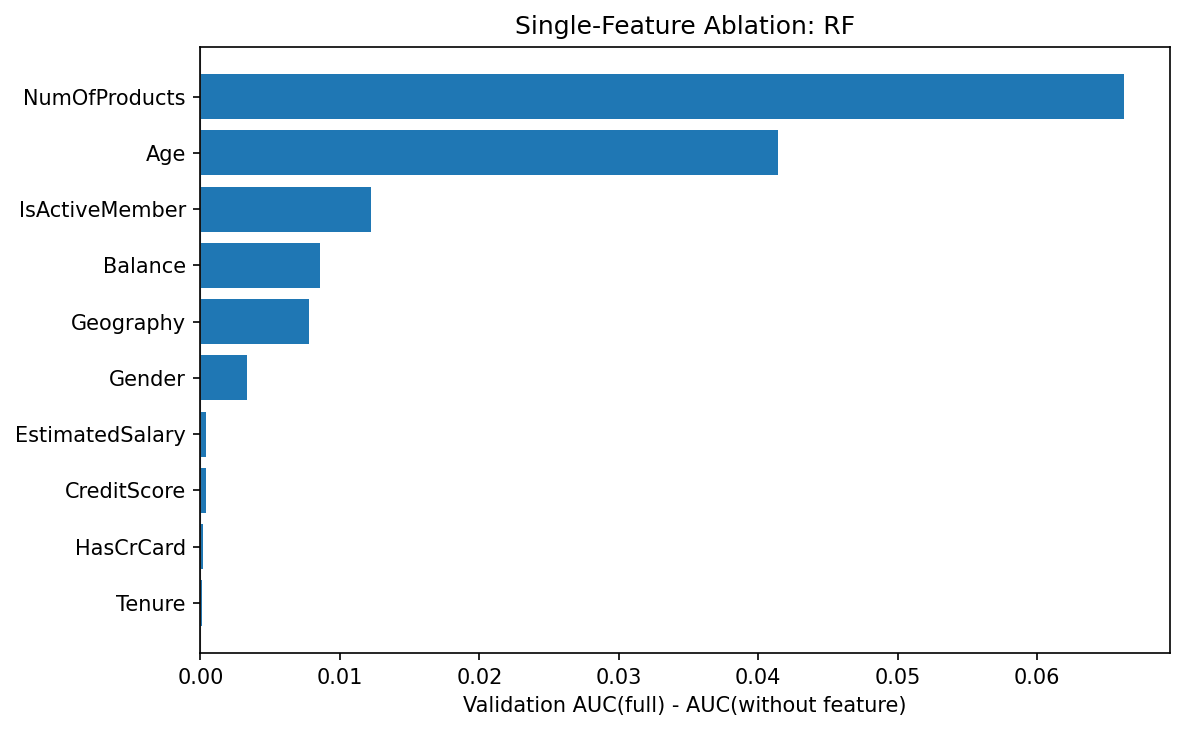 Single-Feature Ablation: RF
NumOfProducts
Age
IsActiveMember
Balance
Geography
Gender
EstimatedSalary
CreditScore
HasCrCard
Tenure
0.00 0.01 0.02 0.03 0.04 0.05 0.06
Validation AUC(full) - AUC(without feature)